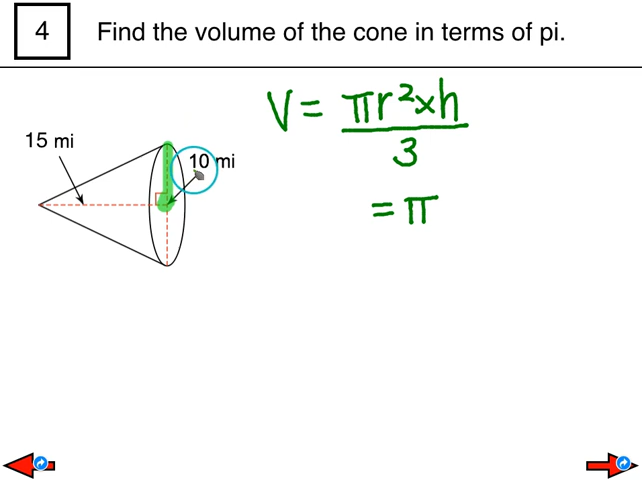 4 Find the volume of the cone in terms of pi.
V = πr²×h
3
15 mi
10 mi
= π